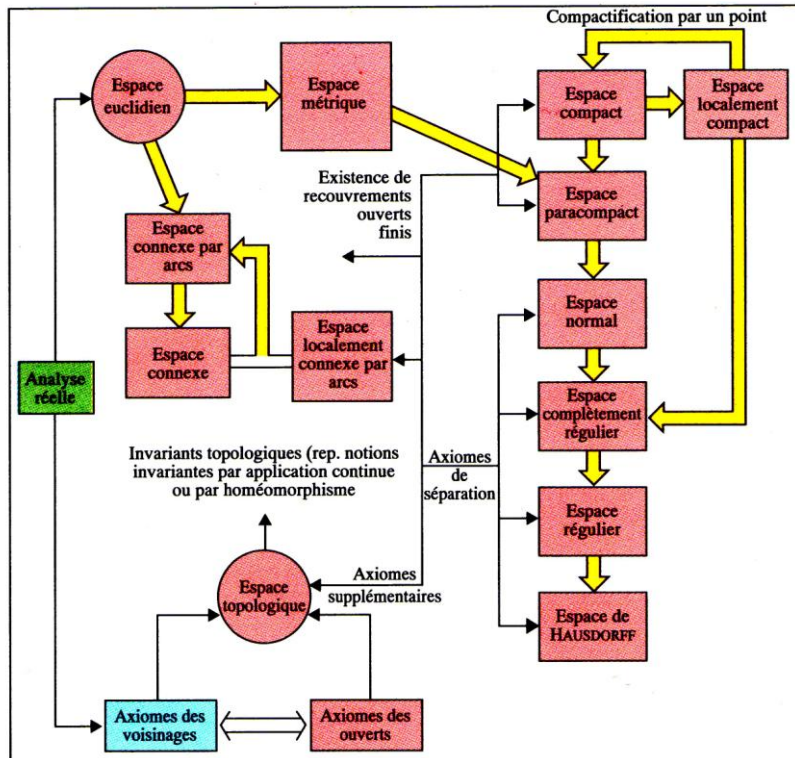 Compactification par un point
Espace
euclidien
Espace
métrique
Espace
compact
Espace
localement
compact
Existence de
recouvrements
ouverts
finis
Espace
paracompact
Espace
connexe par
arcs
Espace
normal
Espace
connexe
Espace
localement
connexe par
arcs
Analyse
réelle
Espace
complètement
régulier
Invariants topologiques (rep. notions
invariantes par application continue
ou par homéomorphisme
Axiomes
de
séparation
Espace
régulier
Espace
topologique
Axiomes
supplémentaires
Espace de
HAUSDORFF
Axiomes des
voisinages
Axiomes des
ouverts